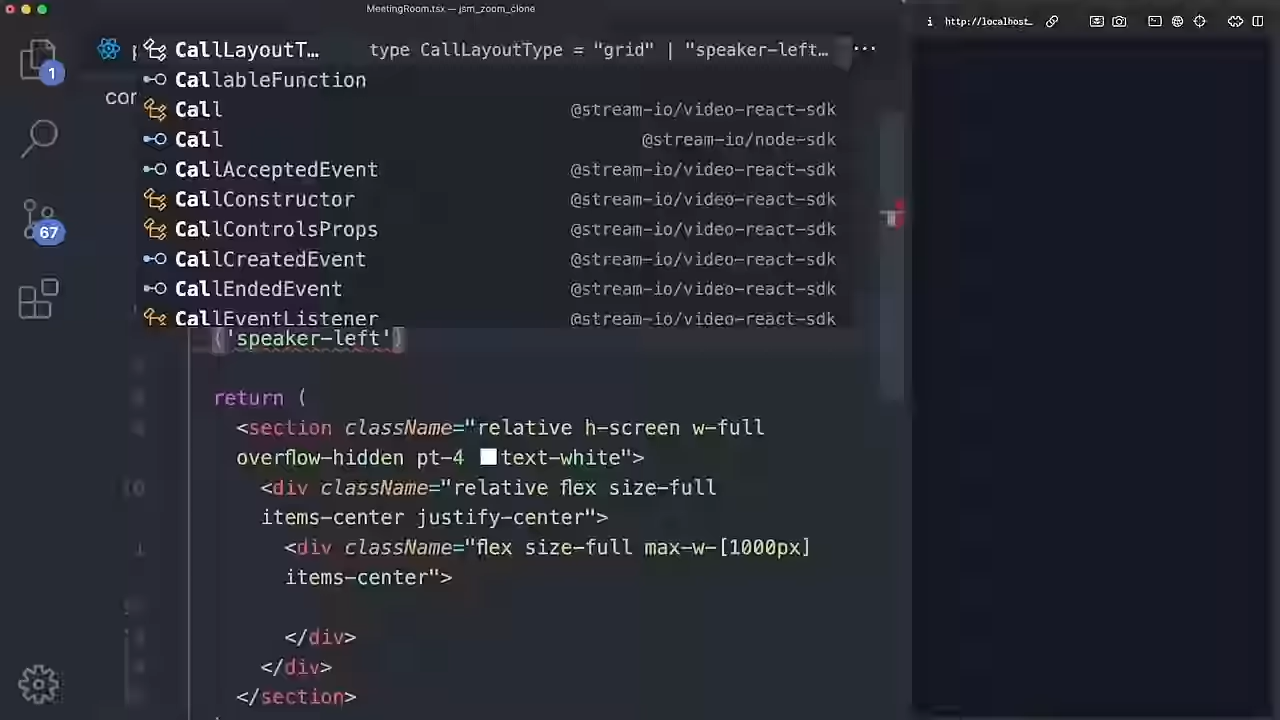 MeetingRoom.tsx — jsm_zoom_clone
i http://localhost…
CallLayoutT… type CallLayoutType = "grid" | "speaker-left… ···
CallableFunction
1
cor
Call @stream-io/video-react-sdk
Call @stream-io/node-sdk
CallAcceptedEvent @stream-io/video-react-sdk
CallConstructor @stream-io/video-react-sdk
CallControlsProps @stream-io/video-react-sdk
67
CallCreatedEvent @stream-io/video-react-sdk
CallEndedEvent @stream-io/video-react-sdk
CallEventListener @stream-io/video-react-sdk
('speaker-left')
return (
<section className="relative h-screen w-full
overflow-hidden pt-4 text-white">
<div className="relative flex size-full
items-center justify-center">
<div className="flex size-full max-w-[1000px]
items-center">
</div>
</div>
</section>